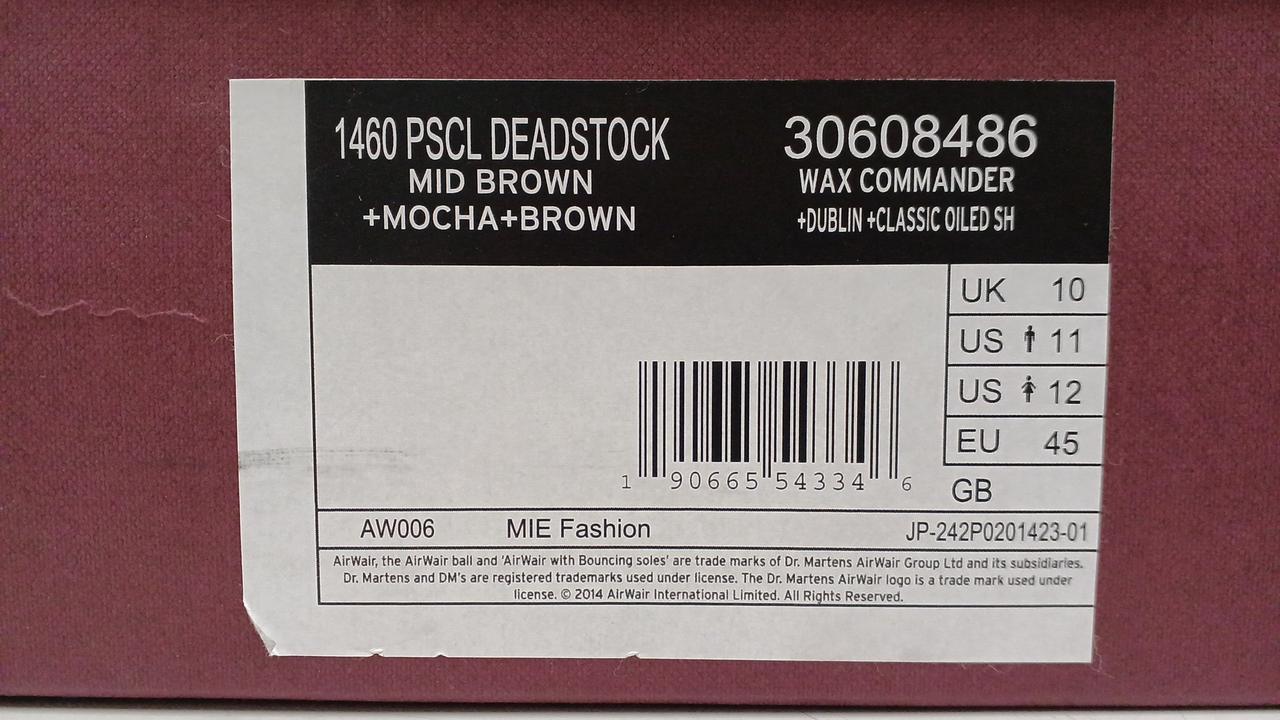 1460 PSCL DEADSTOCK
MID BROWN
+MOCHA+BROWN
30608486
WAX COMMANDER
+DUBLIN +CLASSIC OILED SH
UK 10
US 11
US 12
EU 45
GB
1 90665 54334 6
AW006 MIE Fashion JP-242P0201423-01
AirWair, the AirWair ball and 'AirWair with Bouncing soles' are trade marks of Dr. Martens AirWair Group Ltd and its subsidiaries.
Dr. Martens and DM's are registered trademarks used under license. The Dr. Martens AirWair logo is a trade mark used under
license. © 2014 AirWair International Limited. All Rights Reserved.